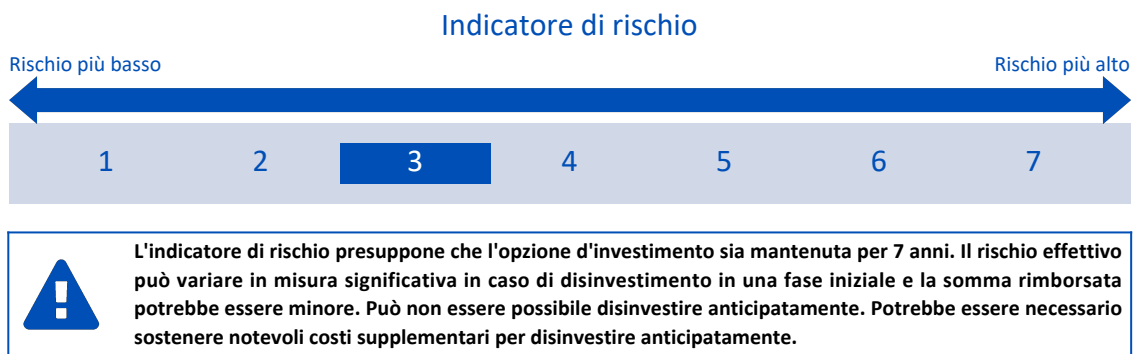 Indicatore di rischio
Rischio più basso Rischio più alto
1 2 3 4 5 6 7
L'indicatore di rischio presuppone che l'opzione d'investimento sia mantenuta per 7 anni. Il rischio effettivo
può variare in misura significativa in caso di disinvestimento in una fase iniziale e la somma rimborsata
potrebbe essere minore. Può non essere possibile disinvestire anticipatamente. Potrebbe essere necessario
sostenere notevoli costi supplementari per disinvestire anticipatamente.